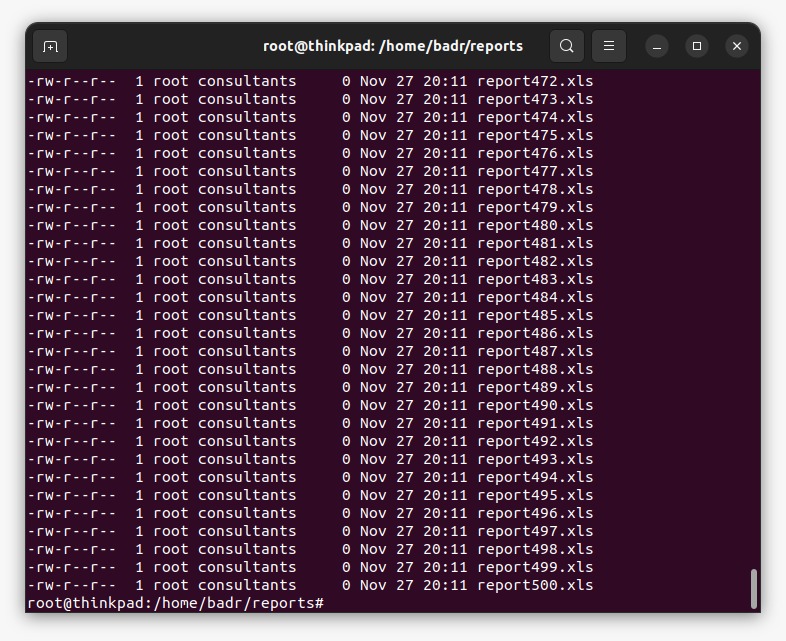 root@thinkpad: /home/badr/reports
-rw-r--r--  1 root consultants     0 Nov 27 20:11 report472.xls
-rw-r--r--  1 root consultants     0 Nov 27 20:11 report473.xls
-rw-r--r--  1 root consultants     0 Nov 27 20:11 report474.xls
-rw-r--r--  1 root consultants     0 Nov 27 20:11 report475.xls
-rw-r--r--  1 root consultants     0 Nov 27 20:11 report476.xls
-rw-r--r--  1 root consultants     0 Nov 27 20:11 report477.xls
-rw-r--r--  1 root consultants     0 Nov 27 20:11 report478.xls
-rw-r--r--  1 root consultants     0 Nov 27 20:11 report479.xls
-rw-r--r--  1 root consultants     0 Nov 27 20:11 report480.xls
-rw-r--r--  1 root consultants     0 Nov 27 20:11 report481.xls
-rw-r--r--  1 root consultants     0 Nov 27 20:11 report482.xls
-rw-r--r--  1 root consultants     0 Nov 27 20:11 report483.xls
-rw-r--r--  1 root consultants     0 Nov 27 20:11 report484.xls
-rw-r--r--  1 root consultants     0 Nov 27 20:11 report485.xls
-rw-r--r--  1 root consultants     0 Nov 27 20:11 report486.xls
-rw-r--r--  1 root consultants     0 Nov 27 20:11 report487.xls
-rw-r--r--  1 root consultants     0 Nov 27 20:11 report488.xls
-rw-r--r--  1 root consultants     0 Nov 27 20:11 report489.xls
-rw-r--r--  1 root consultants     0 Nov 27 20:11 report490.xls
-rw-r--r--  1 root consultants     0 Nov 27 20:11 report491.xls
-rw-r--r--  1 root consultants     0 Nov 27 20:11 report492.xls
-rw-r--r--  1 root consultants     0 Nov 27 20:11 report493.xls
-rw-r--r--  1 root consultants     0 Nov 27 20:11 report494.xls
-rw-r--r--  1 root consultants     0 Nov 27 20:11 report495.xls
-rw-r--r--  1 root consultants     0 Nov 27 20:11 report496.xls
-rw-r--r--  1 root consultants     0 Nov 27 20:11 report497.xls
-rw-r--r--  1 root consultants     0 Nov 27 20:11 report498.xls
-rw-r--r--  1 root consultants     0 Nov 27 20:11 report499.xls
-rw-r--r--  1 root consultants     0 Nov 27 20:11 report500.xls
root@thinkpad:/home/badr/reports#